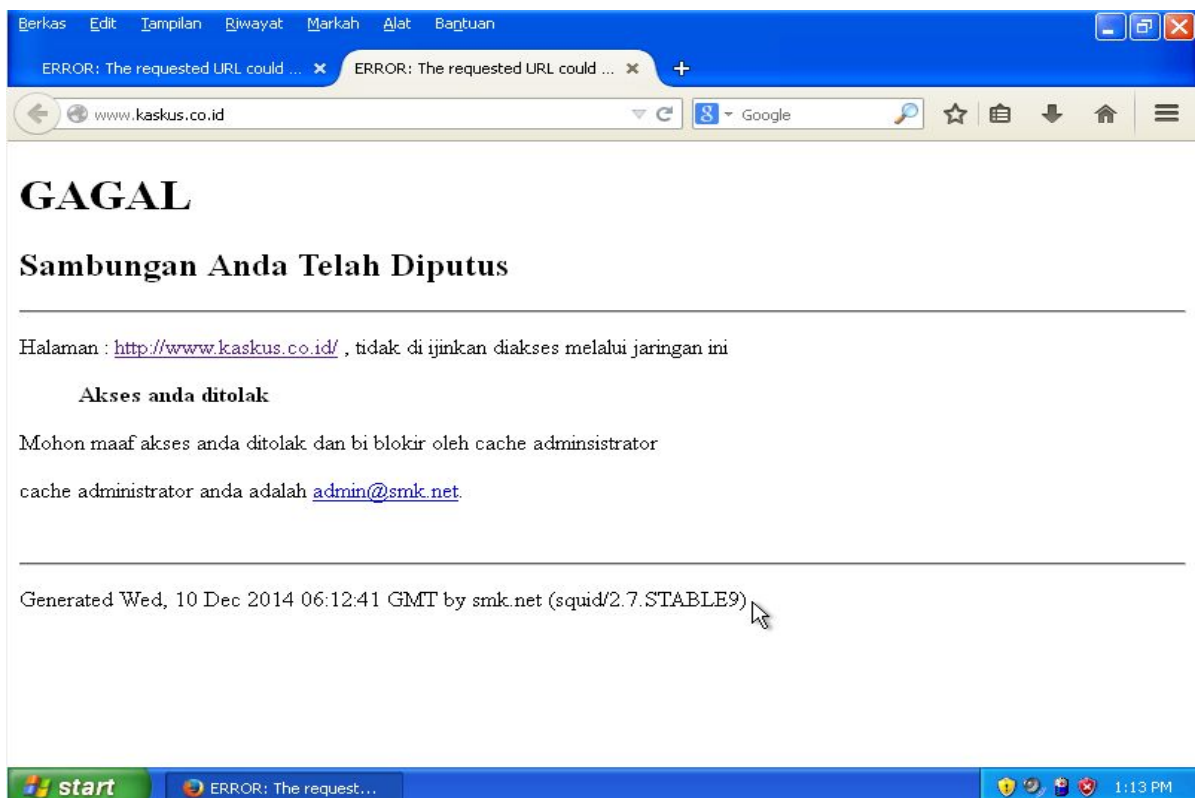 Berkas Edit Tampilan Riwayat Markah Alat Bantuan
ERROR: The requested URL could ... ERROR: The requested URL could ...
www.kaskus.co.id Google
GAGAL
Sambungan Anda Telah Diputus
Halaman : http://www.kaskus.co.id/ , tidak di ijinkan diakses melalui jaringan ini
Akses anda ditolak
Mohon maaf akses anda ditolak dan bi blokir oleh cache adminsistrator
cache administrator anda adalah admin@smk.net.
Generated Wed, 10 Dec 2014 06:12:41 GMT by smk.net (squid/2.7.STABLE9)
start ERROR: The request... 1:13 PM